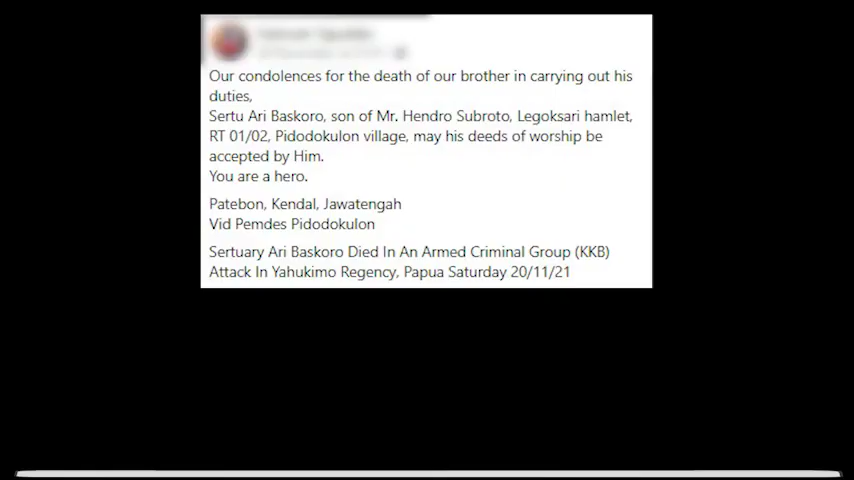 Our condolences for the death of our brother in carrying out his
duties,
Sertu Ari Baskoro, son of Mr. Hendro Subroto, Legoksari hamlet,
RT 01/02, Pidodokulon village, may his deeds of worship be
accepted by Him.
You are a hero.
Patebon, Kendal, Jawatengah
Vid Pemdes Pidodokulon
Sertuary Ari Baskoro Died In An Armed Criminal Group (KKB)
Attack In Yahukimo Regency, Papua Saturday 20/11/21